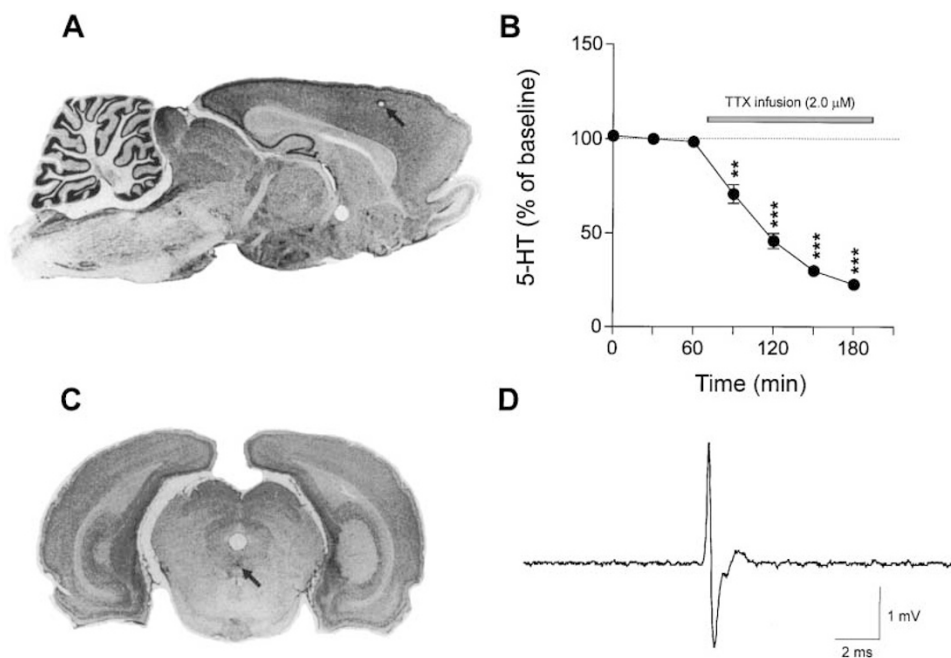 A
B
150
100
50
0
5-HT (% of baseline)
TTX infusion (2.0 μM)
**
***
***
***
0
60
120
180
Time (min)
C
D
1 mV
2 ms